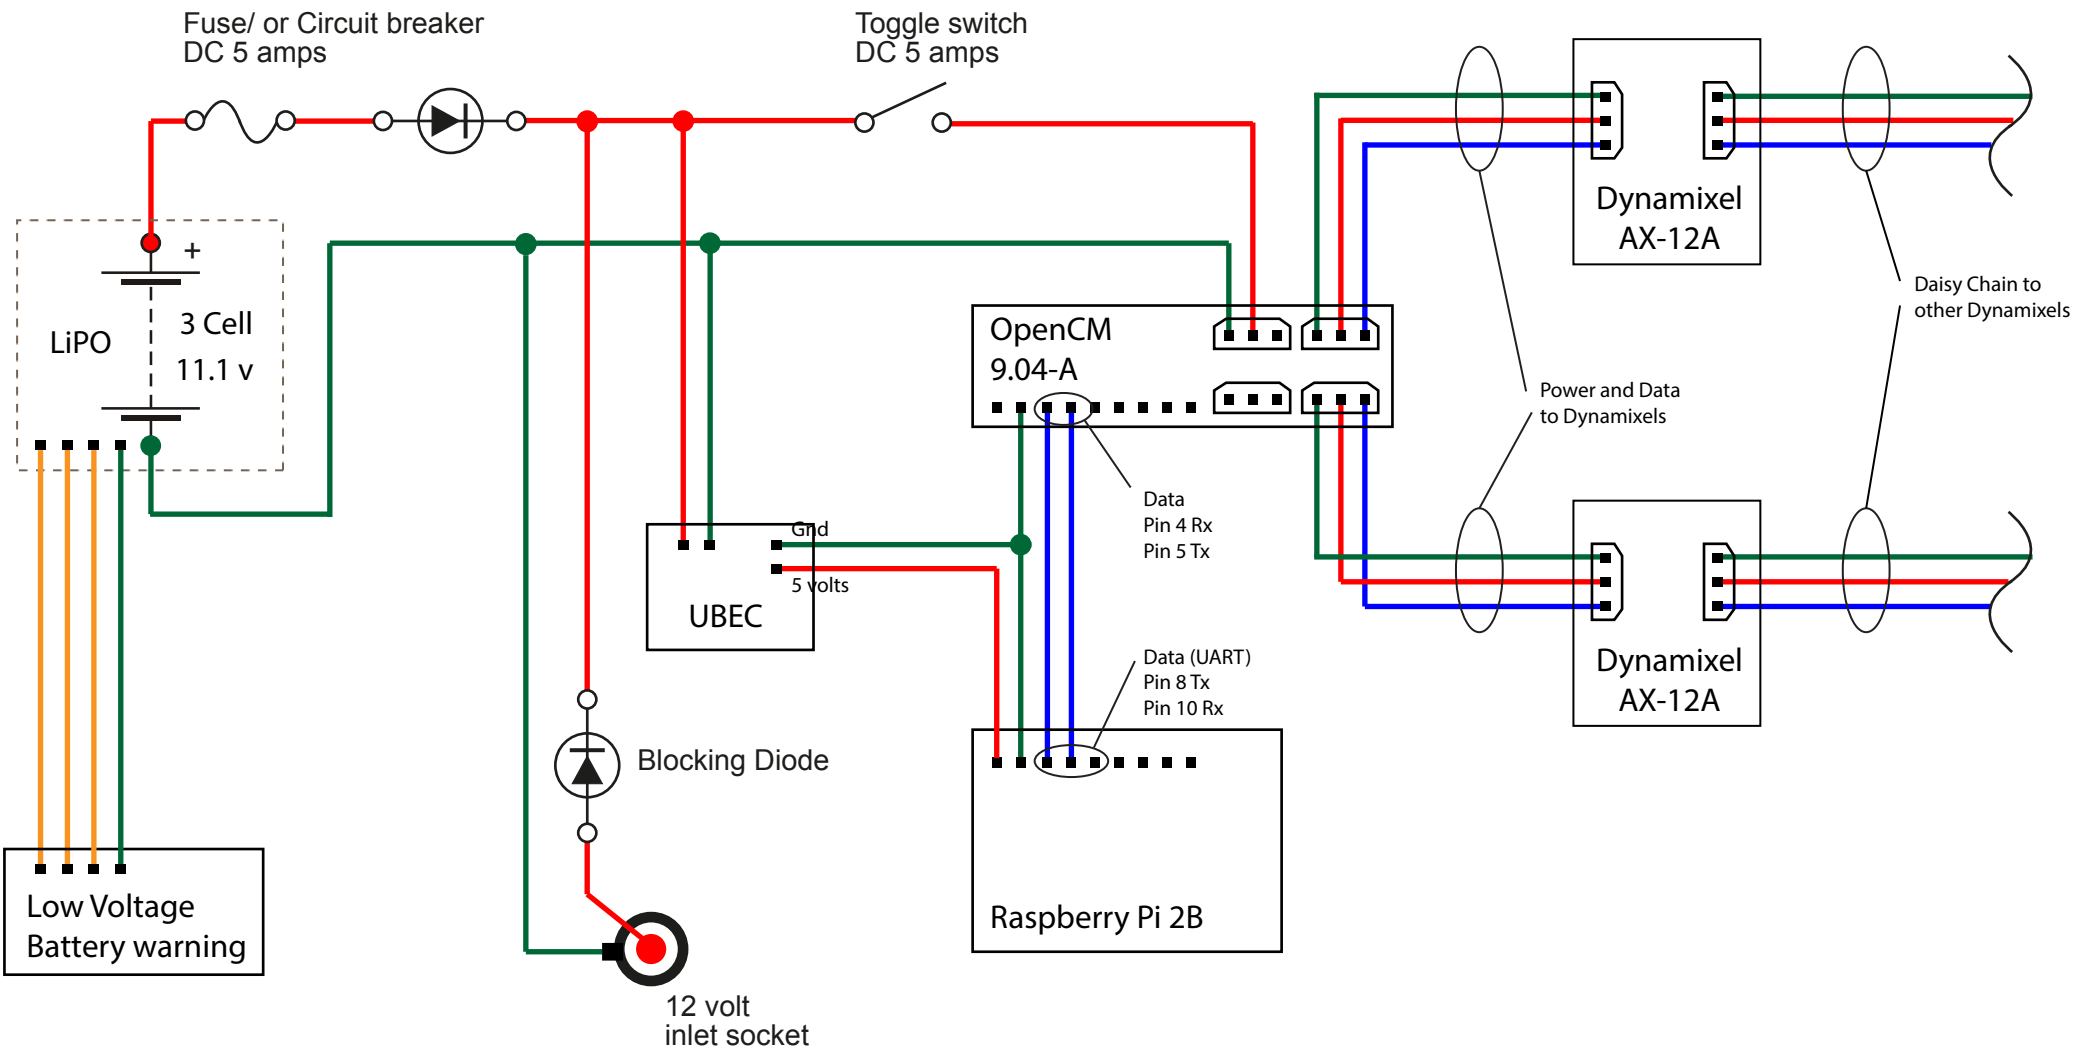 Fuse/ or Circuit breaker
DC 5 amps
Toggle switch
DC 5 amps
Dynamixel
AX-12A
+
3 Cell
LiPO
11.1 v
Daisy Chain to
other Dynamixels
OpenCM
9.04-A
Power and Data
to Dynamixels
Data
Pin 4 Rx
Pin 5 Tx
Gnd
5 volts
UBEC
Data (UART)
Pin 8 Tx
Pin 10 Rx
Dynamixel
AX-12A
Blocking Diode
Low Voltage
Battery warning
Raspberry Pi 2B
12 volt
inlet socket